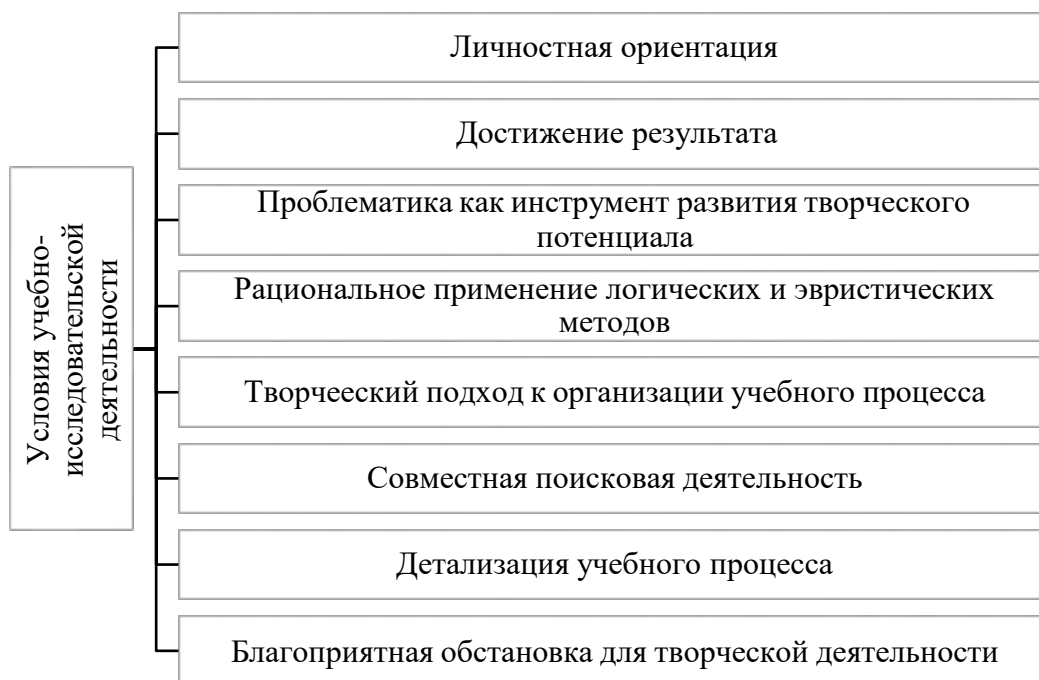 Условия учебно-
исследовательской
деятельности
Личностная ориентация
Достижение результата
Проблематика как инструмент развития творческого
потенциала
Рациональное применение логических и эвристических
методов
Творчееский подход к организации учебного процесса
Совместная поисковая деятельность
Детализация учебного процесса
Благоприятная обстановка для творческой деятельности